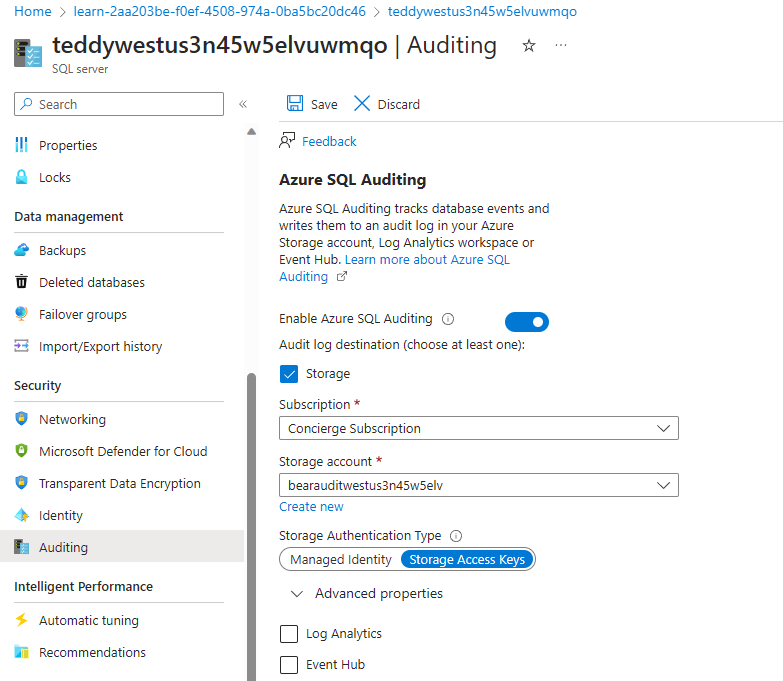 Home > learn-2aa203be-f0ef-4508-974a-0ba5bc20dc46 > teddywestus3n45w5elvuwmqo
teddywestus3n45w5elvuwmqo | Auditing
SQL server
Search
Properties
Locks
Data management
Backups
Deleted databases
Failover groups
Import/Export history
Security
Networking
Microsoft Defender for Cloud
Transparent Data Encryption
Identity
Auditing
Intelligent Performance
Automatic tuning
Recommendations
Save Discard
Feedback
Azure SQL Auditing
Azure SQL Auditing tracks database events and
writes them to an audit log in your Azure
Storage account, Log Analytics workspace or
Event Hub. Learn more about Azure SQL
Auditing
Enable Azure SQL Auditing
Audit log destination (choose at least one):
Storage
Subscription *
Concierge Subscription
Storage account *
bearauditwestus3n45w5elv
Create new
Storage Authentication Type
Managed Identity Storage Access Keys
Advanced properties
Log Analytics
Event Hub